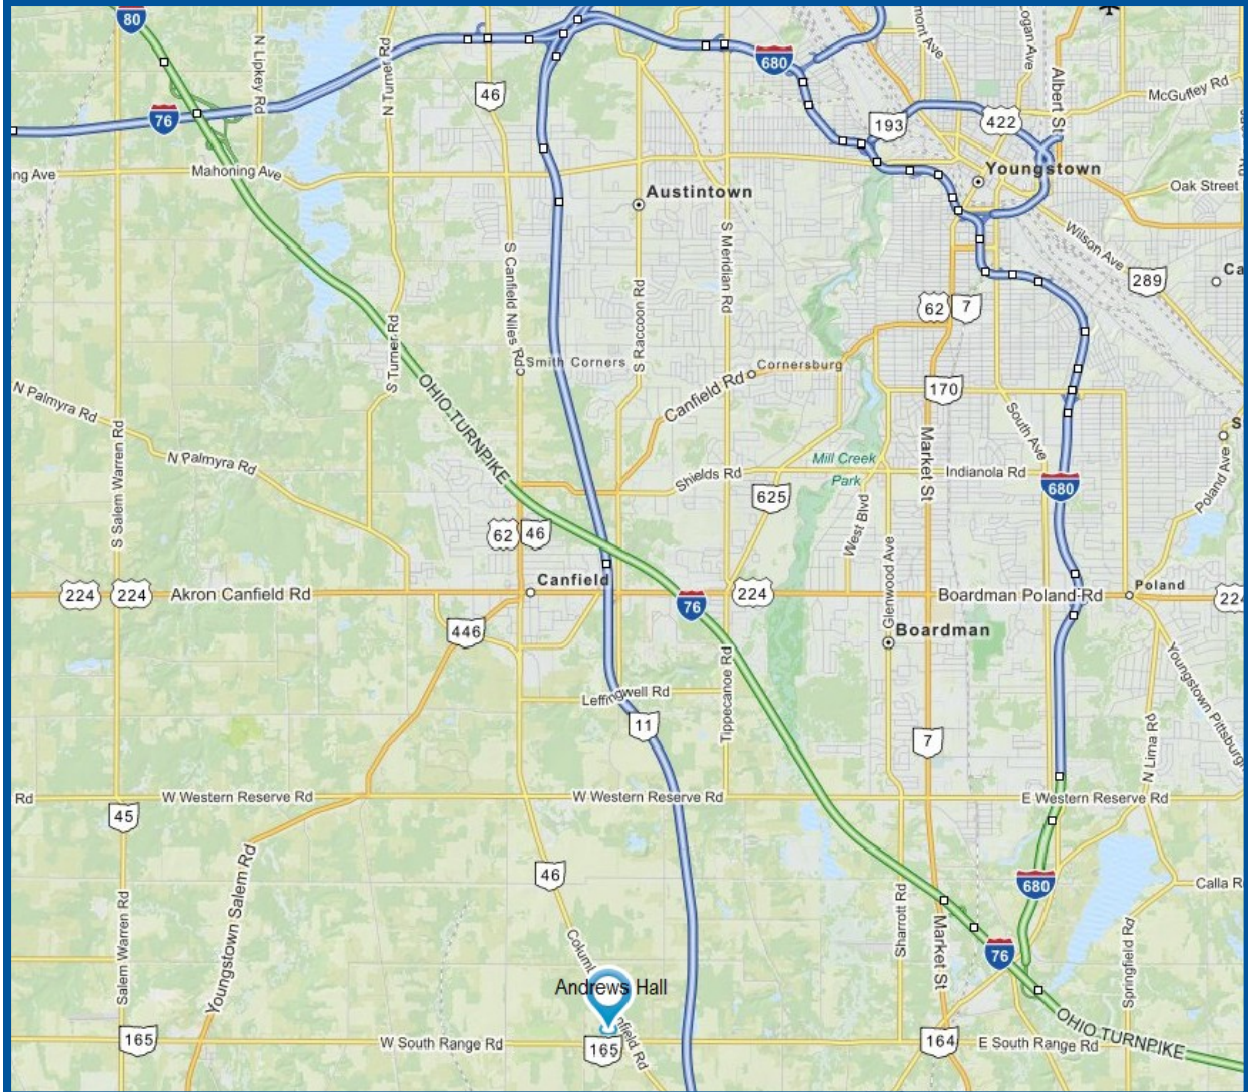 80
N Lipkey Rd
N Turner Rd
46
680
Albert St
McGuffey Rd
76
193
422
Mahoning Ave
Youngstown
Austintown
Oak Street
S Canfield Niles Rd
S Raccoon Rd
S Meridian Rd
Wilson Ave
289
62
7
S Turner Rd
Smith Corners
Cornersburg
OHIO TURNPIKE
Canfield Rd
170
N Palmyra Rd
N Palmyra Rd
S Salem Warren Rd
South Ave
Market St
Mill Creek
Park
Shields Rd
Indianola Rd
625
680
Poland Ave
West Blvd
62
46
Glenwood Ave
Canfield
224
224
Akron Canfield Rd
76
224
Boardman Poland Rd
Poland
224
446
Boardman
Youngstown Pittsburgh
Leffingwell Rd
Tippecanoe Rd
11
7
N Lima Rd
Rd
W Western Reserve Rd
W Western Reserve Rd
E Western Reserve Rd
45
Youngstown Salem Rd
46
680
Calla R
Sharrott Rd
Market St
Springfield Rd
Salem Warren Rd
76
Andrews Hall
165
W South Range Rd
165
164
E South Range Rd
OHIO TURNPIKE